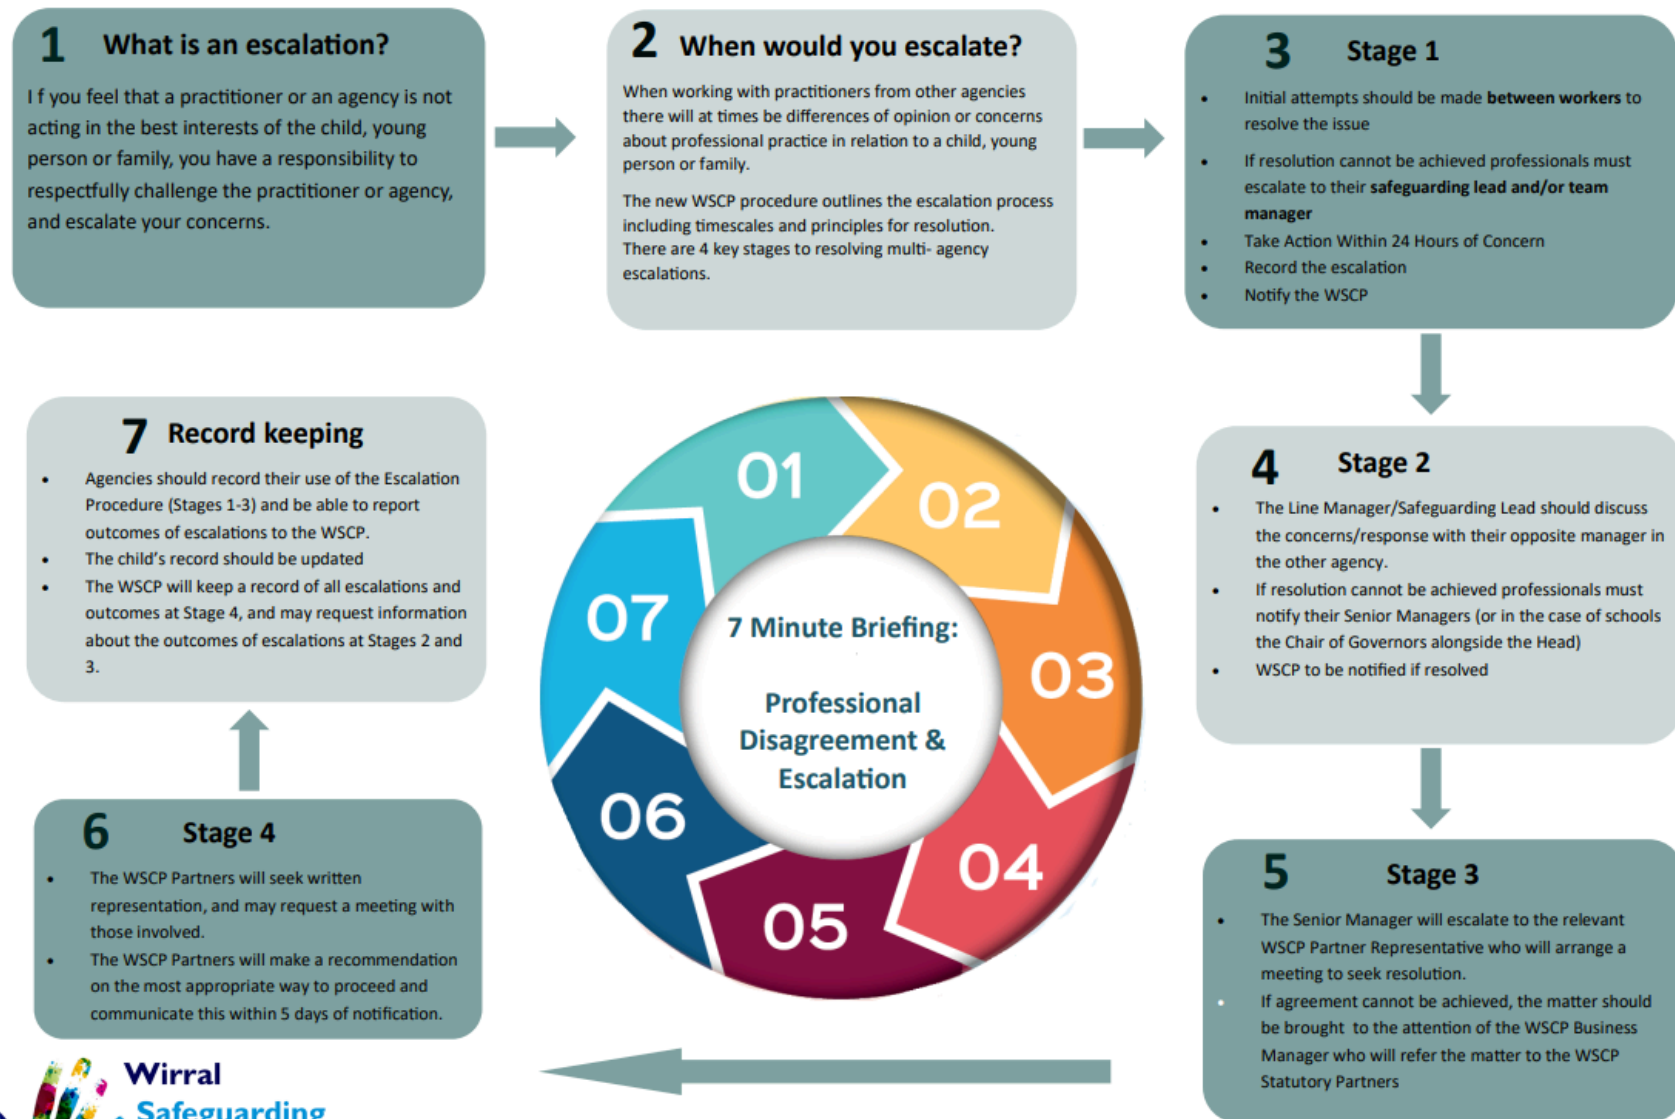 1 What is an escalation?
I f you feel that a practitioner or an agency is not
acting in the best interests of the child, young
person or family, you have a responsibility to
respectfully challenge the practitioner or agency,
and escalate your concerns.
2 When would you escalate?
When working with practitioners from other agencies
there will at times be differences of opinion or concerns
about professional practice in relation to a child, young
person or family.
The new WSCP procedure outlines the escalation process
including timescales and principles for resolution.
There are 4 key stages to resolving multi- agency
escalations.
3 Stage 1
• Initial attempts should be made between workers to
resolve the issue
• If resolution cannot be achieved professionals must
escalate to their safeguarding lead and/or team
manager
• Take Action Within 24 Hours of Concern
• Record the escalation
• Notify the WSCP
4 Stage 2
• The Line Manager/Safeguarding Lead should discuss
the concerns/response with their opposite manager in
the other agency.
• If resolution cannot be achieved professionals must
notify their Senior Managers (or in the case of schools
the Chair of Governors alongside the Head)
• WSCP to be notified if resolved
5 Stage 3
• The Senior Manager will escalate to the relevant
WSCP Partner Representative who will arrange a
meeting to seek resolution.
• If agreement cannot be achieved, the matter should
be brought to the attention of the WSCP Business
Manager who will refer the matter to the WSCP
Statutory Partners
6 Stage 4
• The WSCP Partners will seek written
representation, and may request a meeting with
those involved.
• The WSCP Partners will make a recommendation
on the most appropriate way to proceed and
communicate this within 5 days of notification.
7 Record keeping
• Agencies should record their use of the Escalation
Procedure (Stages 1-3) and be able to report
outcomes of escalations to the WSCP.
• The child's record should be updated
• The WSCP will keep a record of all escalations and
outcomes at Stage 4, and may request information
about the outcomes of escalations at Stages 2 and
3.
01
02
03
04
05
06
07
7 Minute Briefing:
Professional
Disagreement &
Escalation
Wirral
Safeguarding